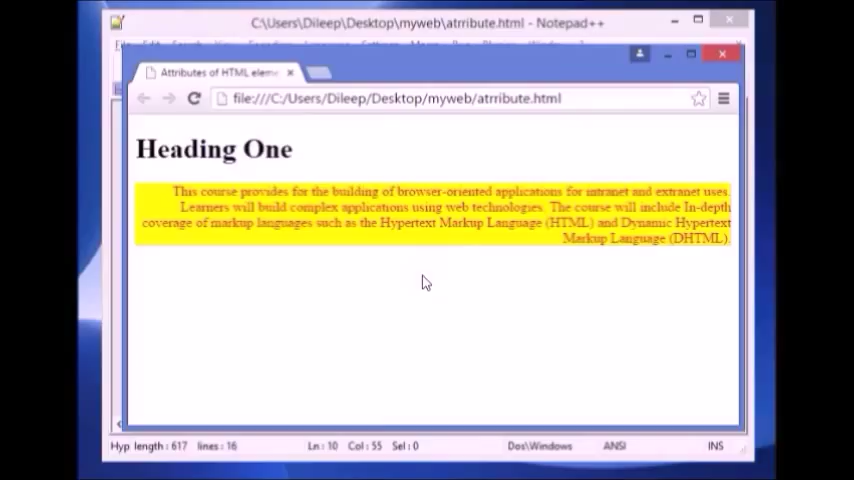 C:\Users\Dileep\Desktop\myweb\atrribute.html - Notepad++
Attributes of HTML eleme
file:///C:/Users/Dileep/Desktop/myweb/atrribute.html
Heading One
This course provides for the building of browser-oriented applications for intranet and extranet uses.
Learners will build complex applications using web technologies. The course will include In-depth
coverage of markup languages such as the Hypertext Markup Language (HTML) and Dynamic Hypertext
Markup Language (DHTML).
Hyp length : 617 lines : 16 Ln : 10 Col : 55 Sel : 0 Dos\Windows ANSI INS